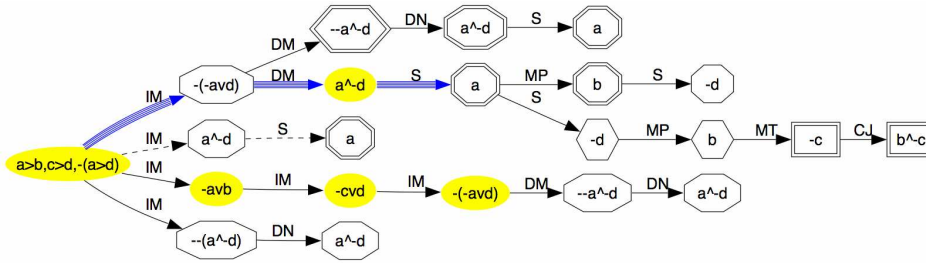 DN
S
--a^-d
a^-d
a
DM
IM
DM
S
MP
S
-(-avd)
a^-d
a
b
-d
S
IM
S
a^-d
a
-d
MP
b
MT
-c
CJ
b^-c
a>b,c>d,-(a>d)
IM
IM
IM
DM
DN
-avb
-cvd
-(-avd)
--a^-d
a^-d
IM
DN
--(a^-d)
a^-d